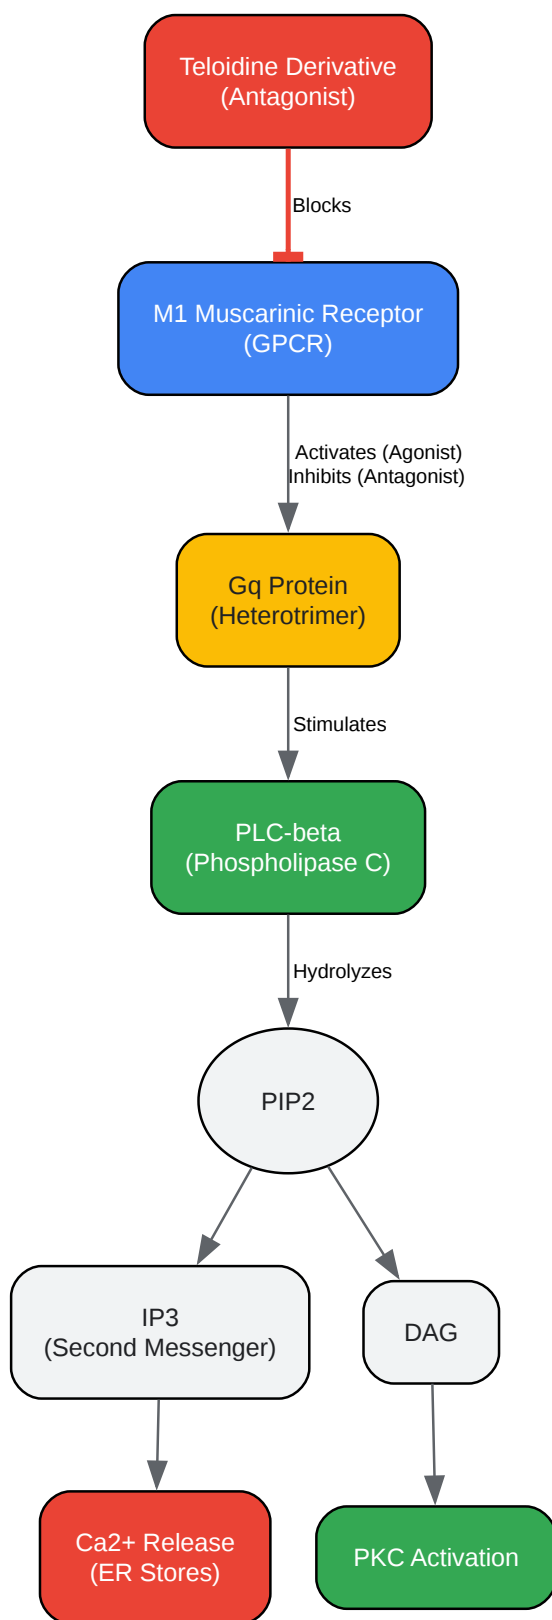 Teloidine Derivative
(Antagonist)
Blocks
M1 Muscarinic Receptor
(GPCR)
Activates (Agonist)
Inhibits (Antagonist)
Gq Protein
(Heterotrimer)
Stimulates
PLC-beta
(Phospholipase C)
Hydrolyzes
PIP2
IP3
(Second Messenger)
DAG
Ca2+ Release
(ER Stores)
PKC Activation